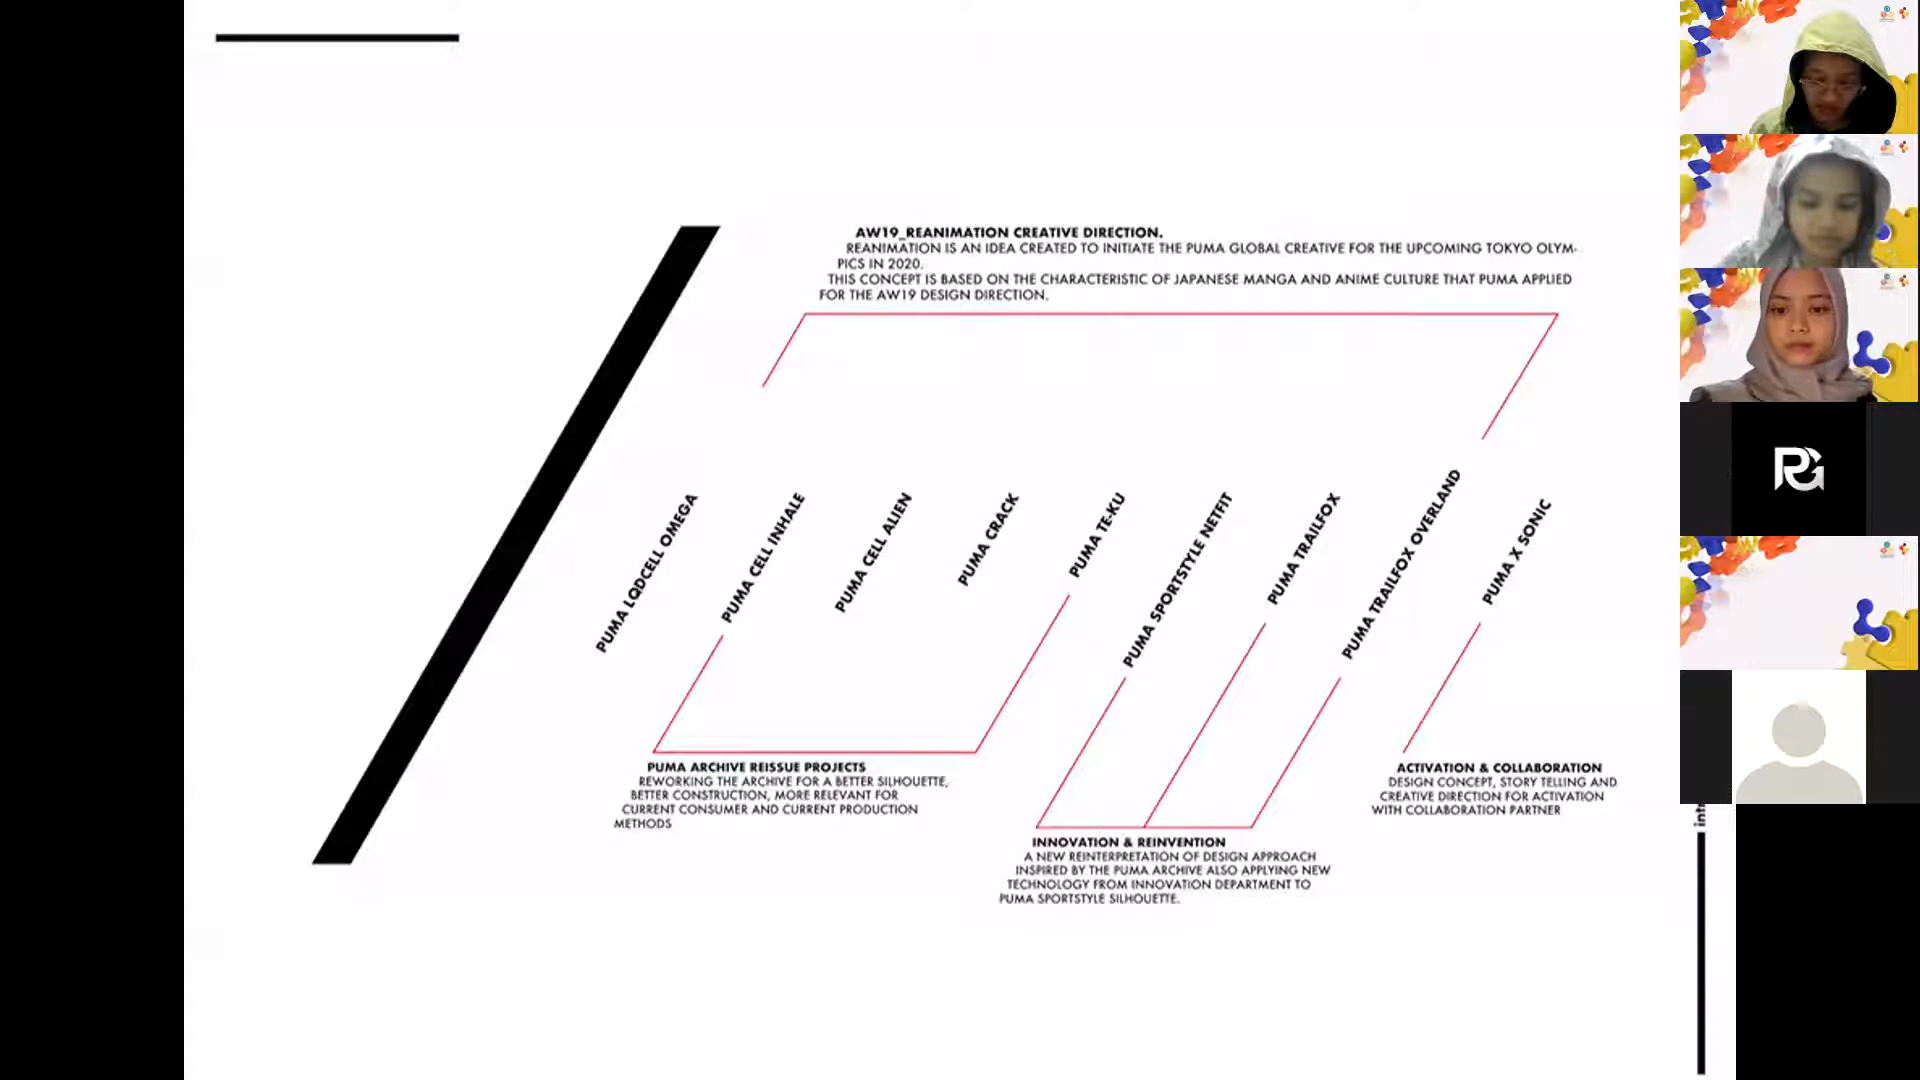 AW19_REANIMATION CREATIVE DIRECTION.
REANIMATION IS AN IDEA CREATED TO INITIATE THE PUMA GLOBAL CREATIVE FOR THE UPCOMING TOKYO OLYM-
PICS IN 2020.
THIS CONCEPT IS BASED ON THE CHARACTERISTIC OF JAPANESE MANGA AND ANIME CULTURE THAT PUMA APPLIED
FOR THE AW19 DESIGN DIRECTION.
PUMA LQDCELL OMEGA
PUMA CELL INHALE
PUMA CELL ALIEN
PUMA CRACK
PUMA TE-KU
PUMA SPORTSTYLE NETFIT
PUMA TRAILFOX
PUMA TRAILFOX OVERLAND
PUMA X SONIC
PUMA ARCHIVE REISSUE PROJECTS
REWORKING THE ARCHIVE FOR A BETTER SILHOUETTE,
BETTER CONSTRUCTION, MORE RELEVANT FOR
CURRENT CONSUMER AND CURRENT PRODUCTION
METHODS
INNOVATION & REINVENTION
A NEW REINTERPRETATION OF DESIGN APPROACH
INSPIRED BY THE PUMA ARCHIVE ALSO APPLYING NEW
TECHNOLOGY FROM INNOVATION DEPARTMENT TO
PUMA SPORTSTYLE SILHOUETTE.
ACTIVATION & COLLABORATION
DESIGN CONCEPT, STORY TELLING AND
CREATIVE DIRECTION FOR ACTIVATION
WITH COLLABORATION PARTNER